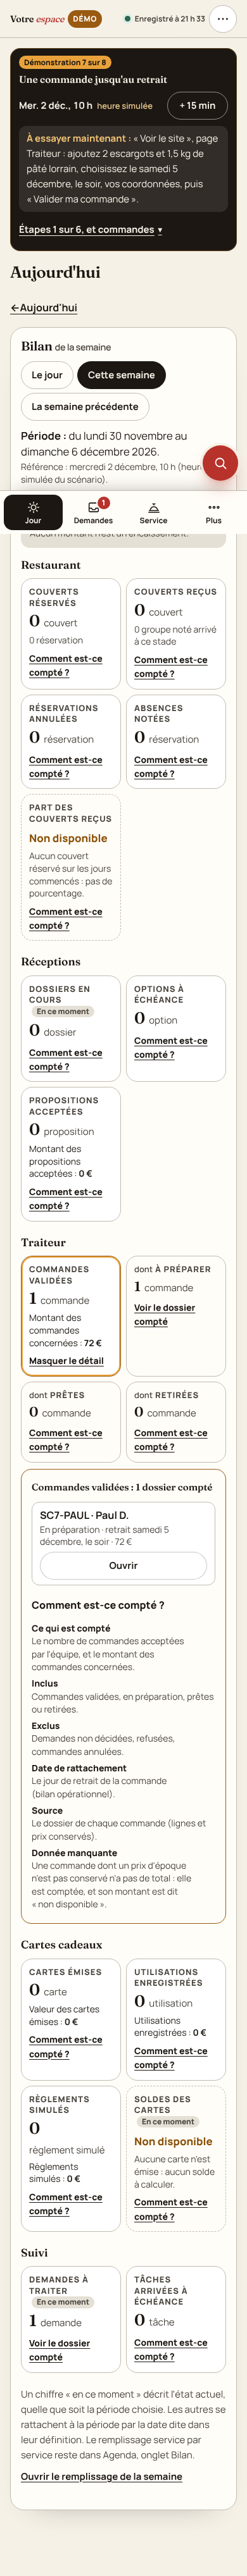 Votre espace DÉMO
Enregistré à 21 h 33
Démonstration 7 sur 8
Une commande jusqu'au retrait
Mer. 2 déc., 10 h heure simulée
+ 15 min
À essayer maintenant : « Voir le site », page
Traiteur : ajoutez 2 escargots et 1,5 kg de
pâté lorrain, choisissez le samedi 5
décembre, le soir, vos coordonnées, puis
« Valider ma commande ».
Étapes 1 sur 6, et commandes ▾
Aujourd'hui
←Aujourd'hui
Bilan de la semaine
Le jour
Cette semaine
La semaine précédente
Période : du lundi 30 novembre au
dimanche 6 décembre 2026.
Référence : mercredi 2 décembre, 10 h (heure
simulée du scénario).
Jour
Demandes
1
Service
Plus
Restaurant
COUVERTS
RÉSERVÉS
0 couvert
0 réservation
Comment est-ce
compté ?
COUVERTS REÇUS
0 couvert
0 groupe noté arrivé
à ce stade
Comment est-ce
compté ?
RÉSERVATIONS
ANNULÉES
0 réservation
Comment est-ce
compté ?
ABSENCES
NOTÉES
0 réservation
Comment est-ce
compté ?
PART DES
COUVERTS REÇUS
Non disponible
Aucun couvert
réservé sur les jours
commencés : pas de
pourcentage.
Comment est-ce
compté ?
Réceptions
DOSSIERS EN
COURS
En ce moment
0 dossier
Comment est-ce
compté ?
OPTIONS À
ÉCHÉANCE
0 option
Comment est-ce
compté ?
PROPOSITIONS
ACCEPTÉES
0 proposition
Montant des
propositions
acceptées : 0 €
Comment est-ce
compté ?
Traiteur
COMMANDES
VALIDÉES
1 commande
Montant des
commandes
concernées : 72 €
Masquer le détail
dont À PRÉPARER
1 commande
Voir le dossier
compté
dont PRÊTES
0 commande
Comment est-ce
compté ?
dont RETIRÉES
0 commande
Comment est-ce
compté ?
Commandes validées : 1 dossier compté
SC7-PAUL · Paul D.
En préparation · retrait samedi 5
décembre, le soir · 72 €
Ouvrir
Comment est-ce compté ?
Ce qui est compté
Le nombre de commandes acceptées
par l'équipe, et le montant des
commandes concernées.
Inclus
Commandes validées, en préparation, prêtes
ou retirées.
Exclus
Demandes non décidées, refusées,
commandes annulées.
Date de rattachement
Le jour de retrait de la commande
(bilan opérationnel).
Source
Le dossier de chaque commande (lignes et
prix conservés).
Donnée manquante
Une commande dont un prix d'époque
n'est pas conservé n'a pas de total : elle
est comptée, et son montant est dit
« non disponible ».
Cartes cadeaux
CARTES ÉMISES
0 carte
Valeur des cartes
émises : 0 €
Comment est-ce
compté ?
UTILISATIONS
ENREGISTRÉES
0 utilisation
Utilisations
enregistrées : 0 €
Comment est-ce
compté ?
RÈGLEMENTS
SIMULÉS
0
règlement simulé
Règlements
simulés : 0 €
Comment est-ce
compté ?
SOLDES DES
CARTES
En ce moment
Non disponible
Aucune carte n'est
émise : aucun solde
à calculer.
Comment est-ce
compté ?
Suivi
DEMANDES À
TRAITER
En ce moment
1 demande
Voir le dossier
compté
TÂCHES
ARRIVÉES À
ÉCHÉANCE
0 tâche
Comment est-ce
compté ?
Un chiffre « en ce moment » décrit l'état actuel,
quelle que soit la période choisie. Les autres se
rattachent à la période par la date dite dans
leur définition. Le remplissage service par
service reste dans Agenda, onglet Bilan.
Ouvrir le remplissage de la semaine